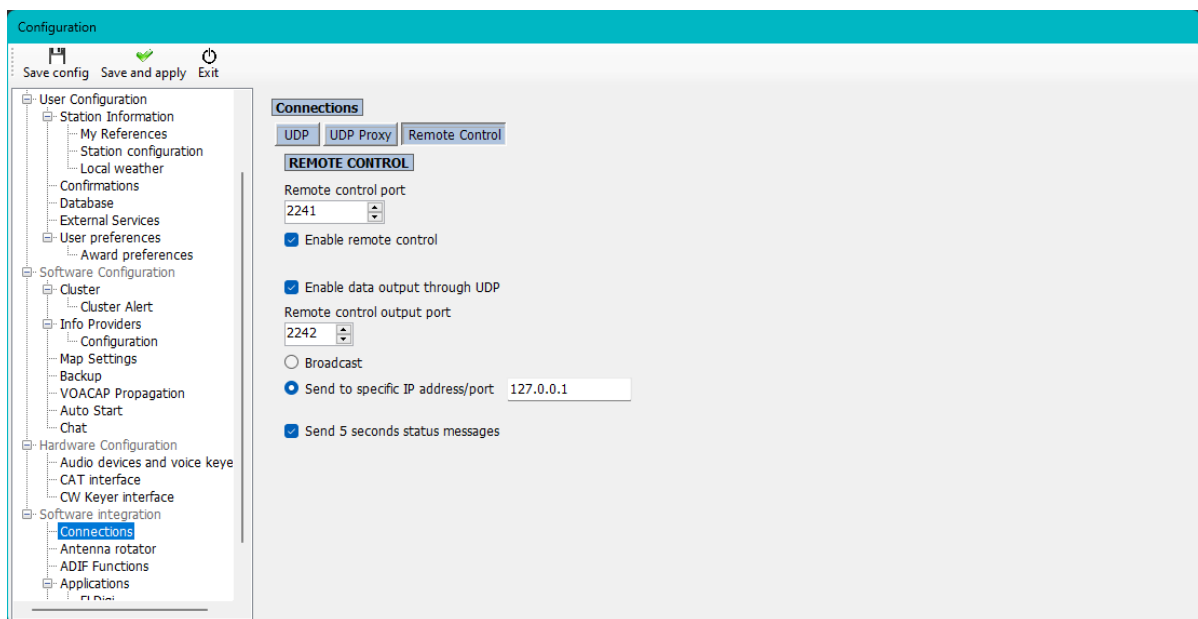 Configuration
Save config Save and apply Exit
User Configuration
Station Information
My References
Station configuration
Local weather
Confirmations
Database
External Services
User preferences
Award preferences
Software Configuration
Cluster
Cluster Alert
Info Providers
Configuration
Map Settings
Backup
VOACAP Propagation
Auto Start
Chat
Hardware Configuration
Audio devices and voice keye
CAT interface
CW Keyer interface
Software integration
Connections
Antenna rotator
ADIF Functions
Applications
Connections
UDP UDP Proxy Remote Control
REMOTE CONTROL
Remote control port
2241
Enable remote control
Enable data output through UDP
Remote control output port
2242
Broadcast
Send to specific IP address/port 127.0.0.1
Send 5 seconds status messages